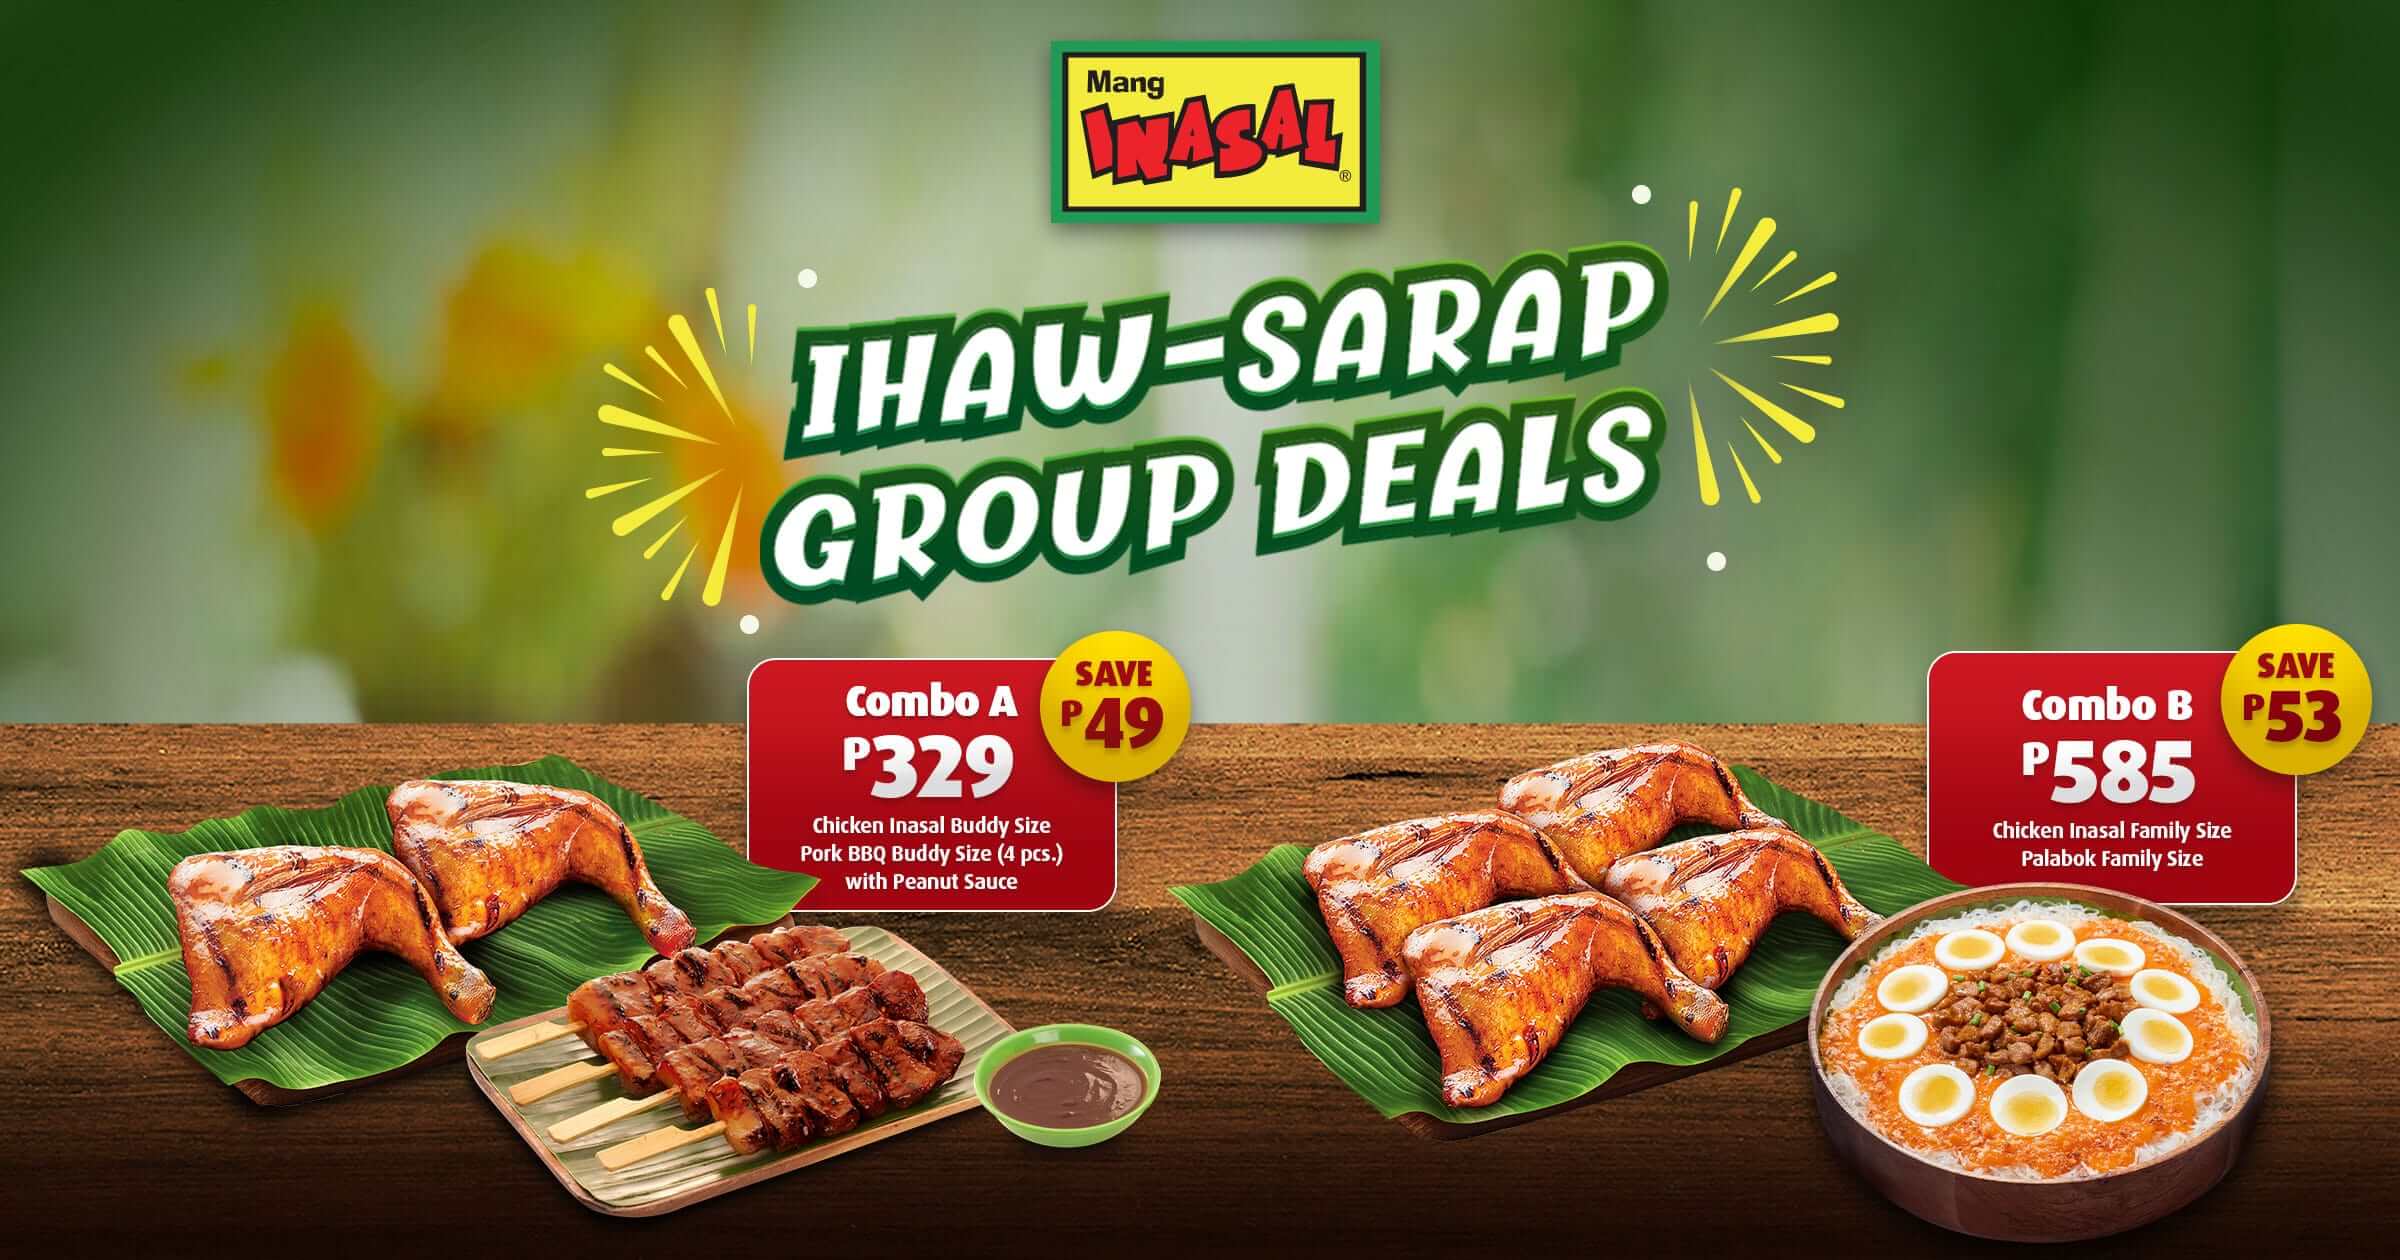 Mang
INASAL®
IHAW-SARAP
GROUP DEALS
Combo A
P329
SAVE
P49
Chicken Inasal Buddy Size
Pork BBQ Buddy Size (4 pcs.)
with Peanut Sauce
Combo B
P585
SAVE
P53
Chicken Inasal Family Size
Palabok Family Size